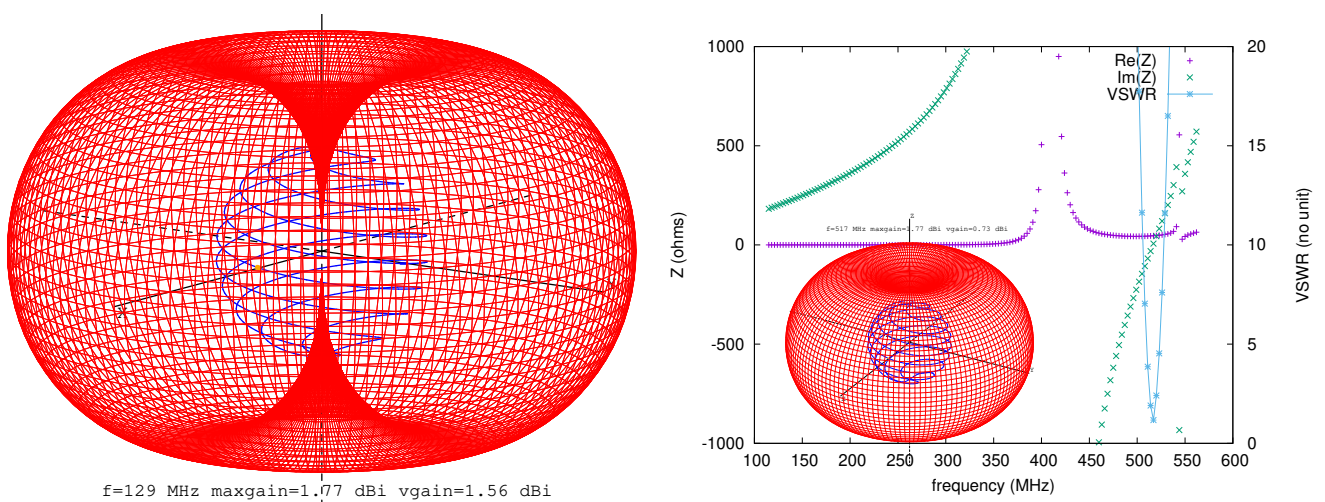 f=129 MHz maxgain=1.77 dBi vgain=1.56 dBi
1000
500
0
-500
-1000
Z (ohms)
100 150 200 250 300 350 400 450 500 550 600
frequency (MHz)
20
15
10
5
0
VSWR (no unit)
Re(Z)
Im(Z)
VSWR
z
f=517 MHz maxgain=1.77 dBi vgain=0.73 dBi